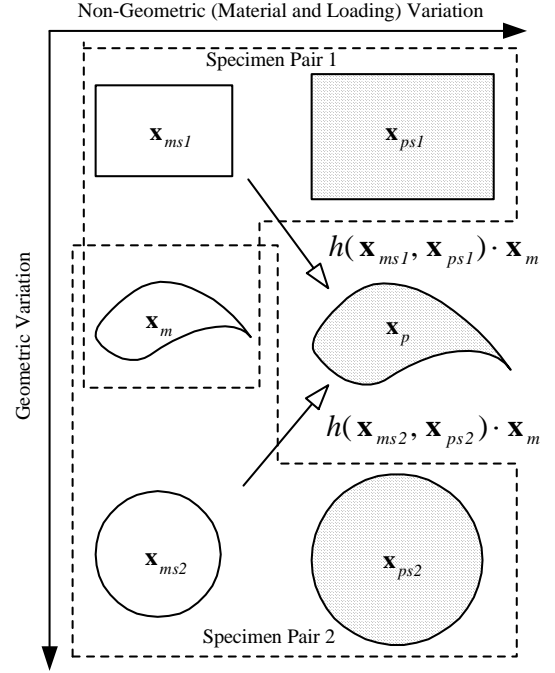 Non-Geometric (Material and Loading) Variation
Specimen Pair 1
x_ms1
x_ps1
h(x_ms1, x_ps1) · x_m
Geometric Variation
x_m
x_p
h(x_ms2, x_ps2) · x_m
x_ms2
x_ps2
Specimen Pair 2